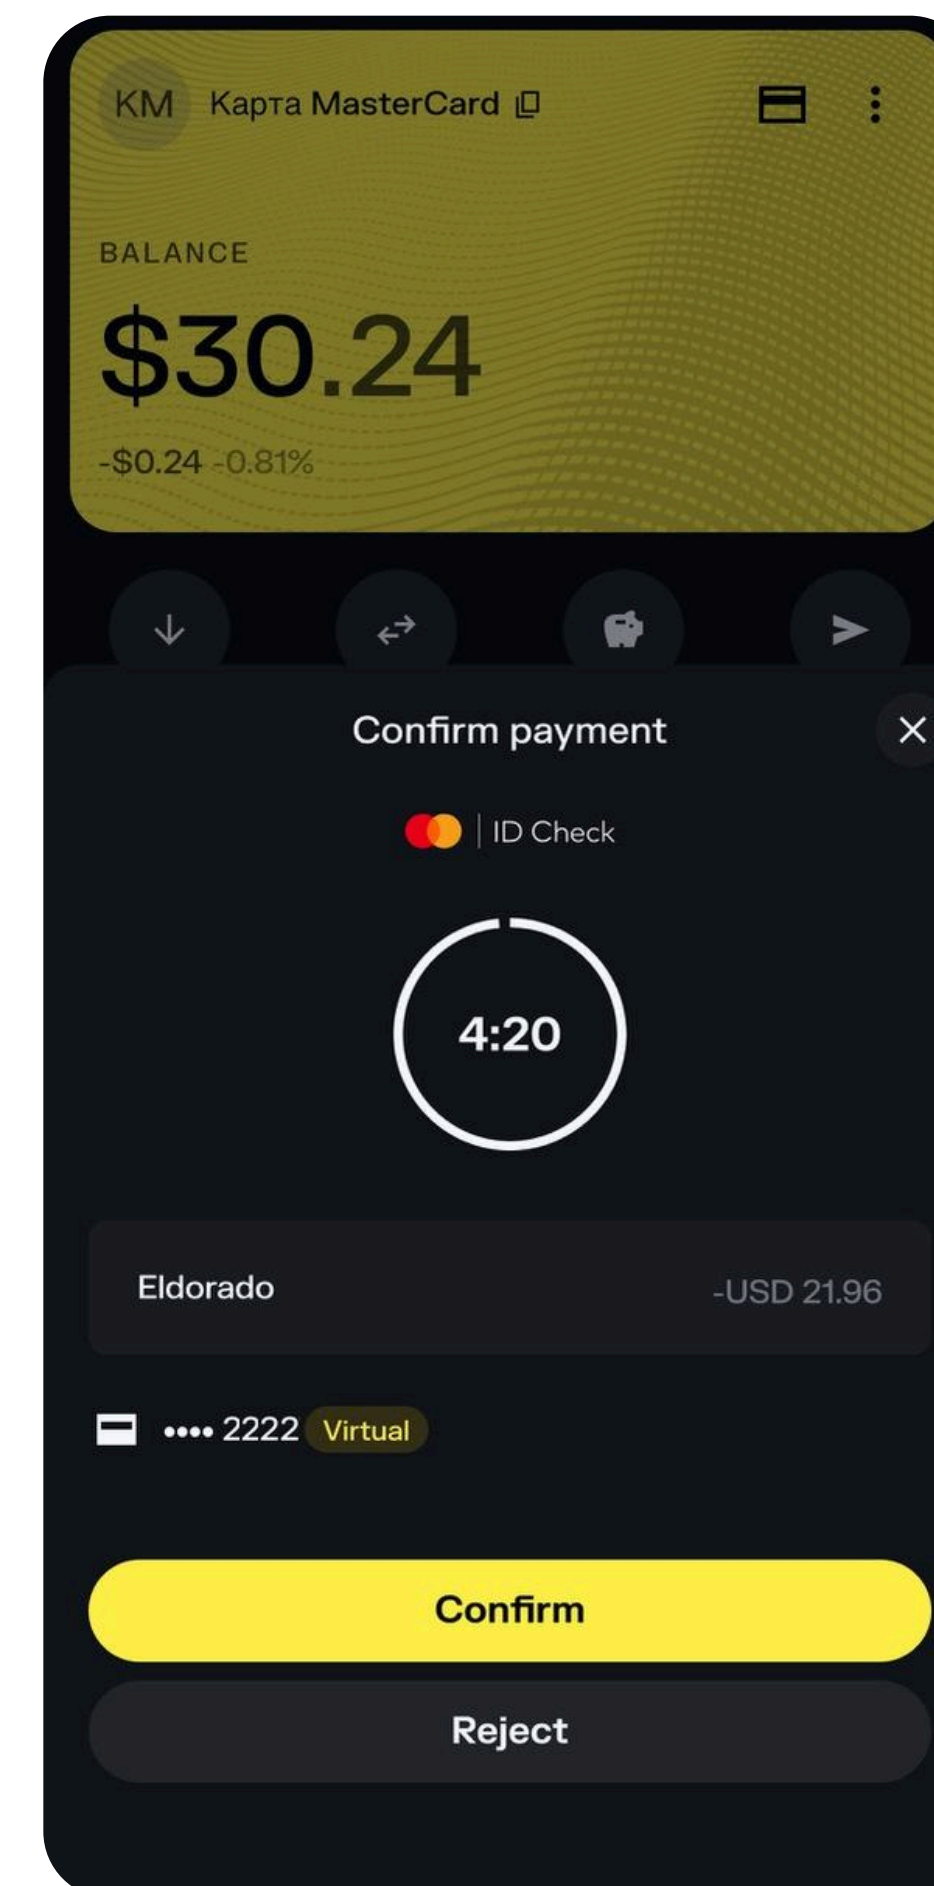 KM Карта MasterCard
BALANCE
$30.24
-$0.24 -0.81%
Confirm payment
ID Check
4:20
Eldorado -USD 21.96
•••• 2222 Virtual
Confirm
Reject